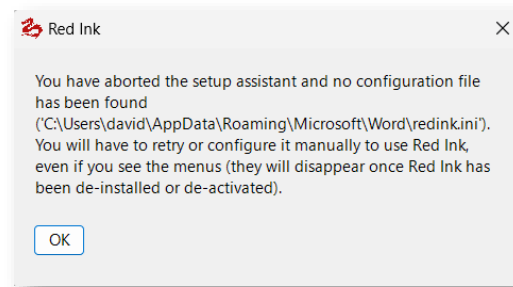 Red Ink
You have aborted the setup assistant and no configuration file
has been found
('C:\Users\david\AppData\Roaming\Microsoft\Word\redink.ini').
You will have to retry or configure it manually to use Red Ink,
even if you see the menus (they will disappear once Red Ink has
been de-installed or de-activated).
OK